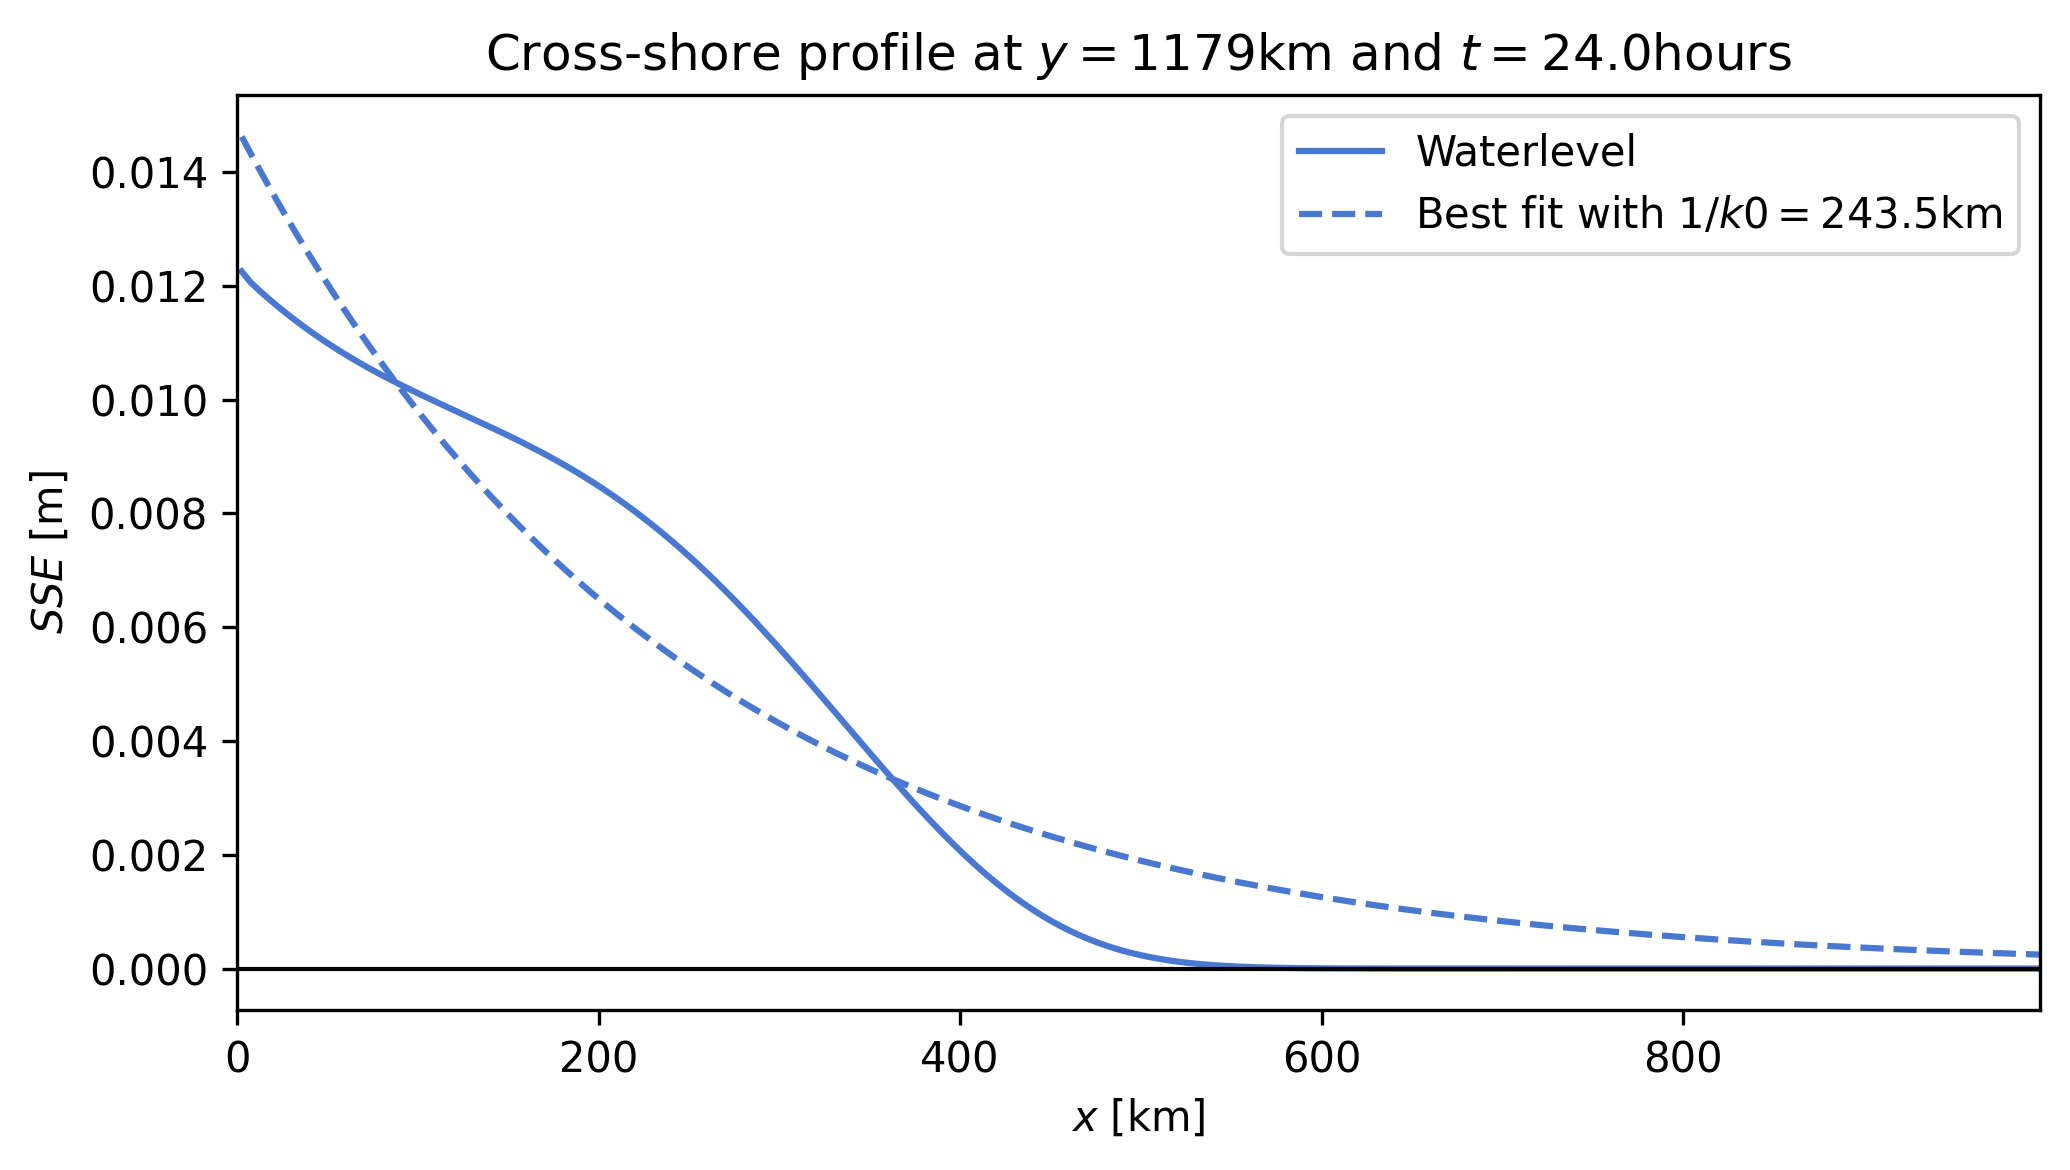 Cross-shore profile at y = 1179km and t = 24.0hours
Waterlevel
Best fit with 1/k0 = 243.5km
SSE [m]
0.014
0.012
0.010
0.008
0.006
0.004
0.002
0.000
0 200 400 600 800
x [km]